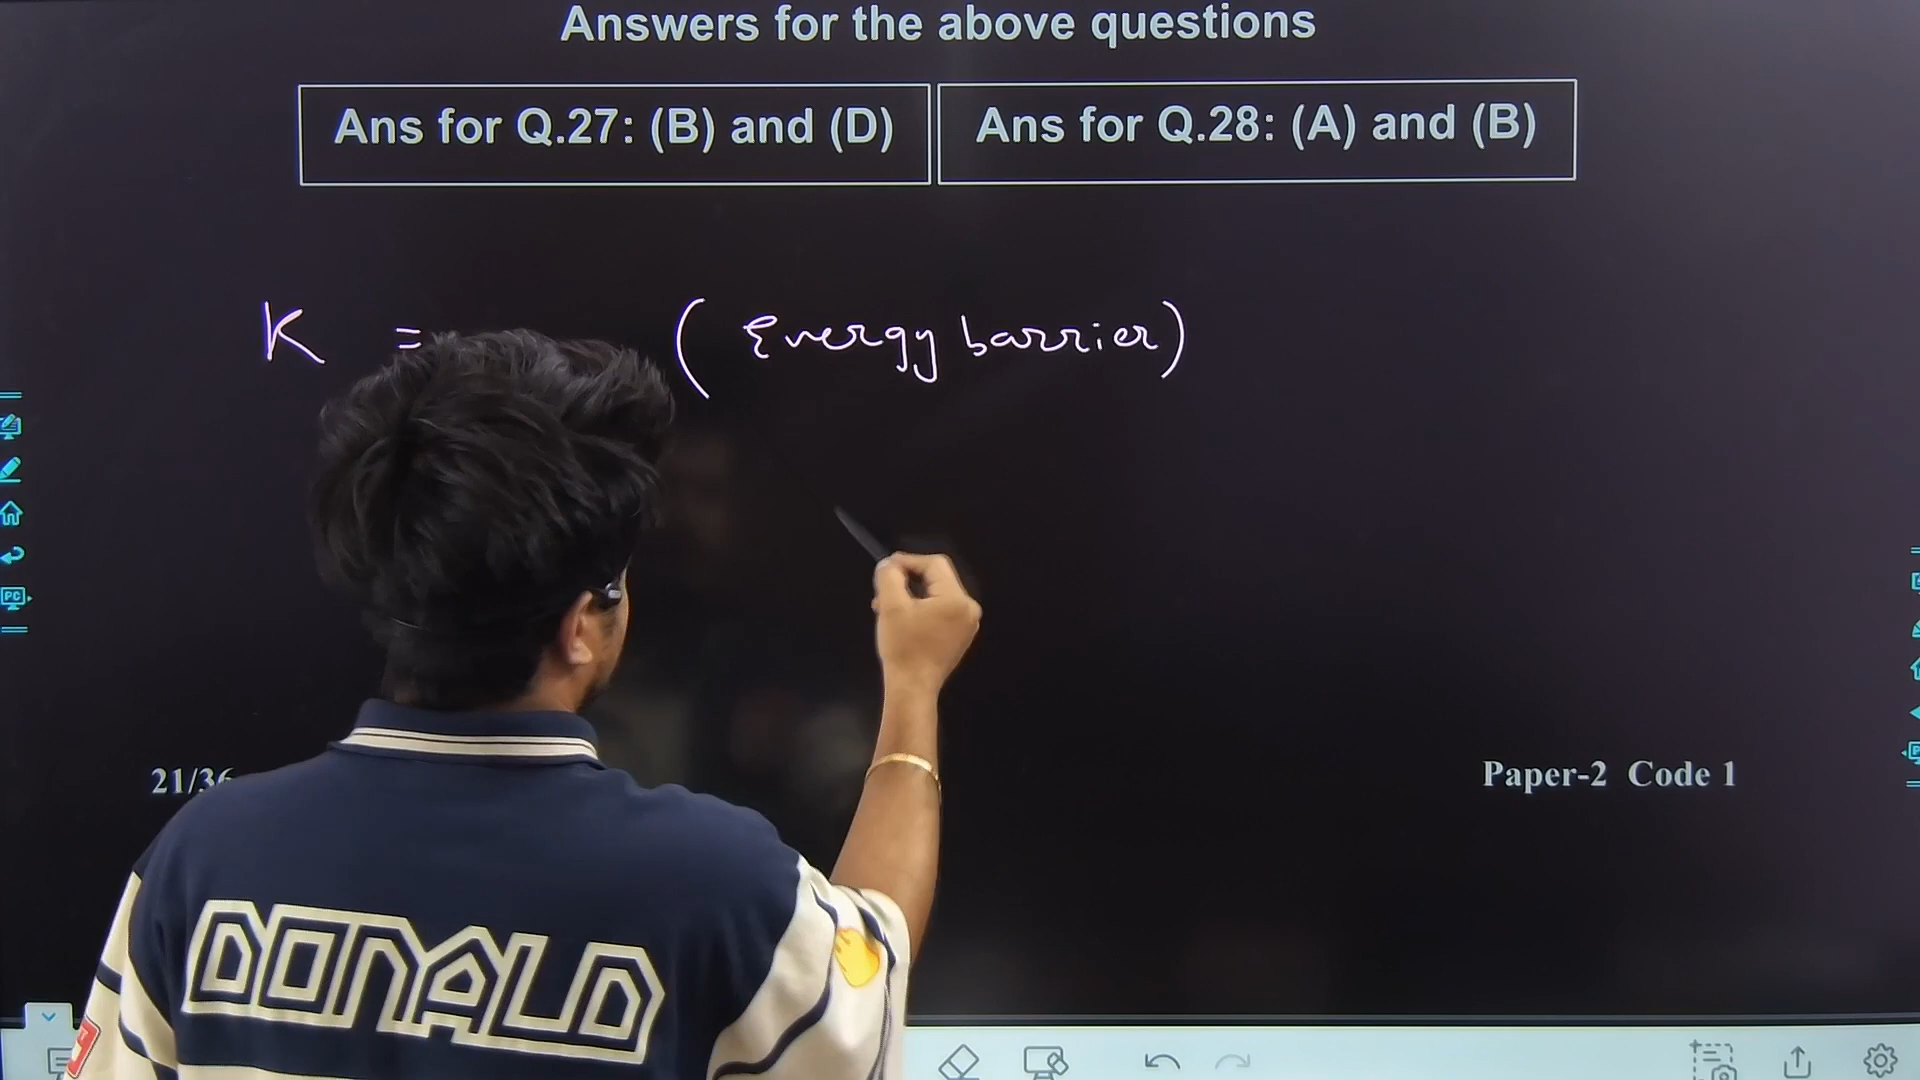 Answers for the above questions
Ans for Q.27: (B) and (D)
Ans for Q.28: (A) and (B)
K = (Energy barrier)
PC
21/36
Paper-2 Code 1
DONALD